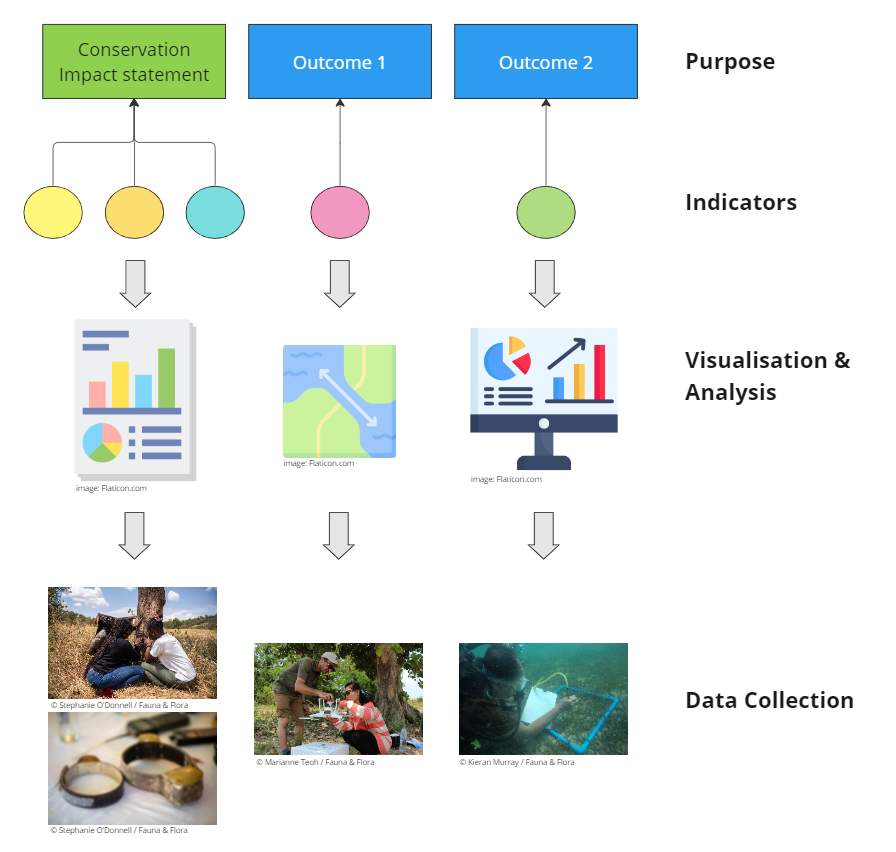 Conservation
Impact statement
Outcome 1
Outcome 2
Purpose
Indicators
Visualisation &
Analysis
image: Flaticon.com
image: Flaticon.com
image: Flaticon.com
© Stephanie O'Donnell / Fauna & Flora
© Marianne Teoh / Fauna & Flora
© Kieran Murray / Fauna & Flora
Data Collection
© Stephanie O'Donnell / Fauna & Flora